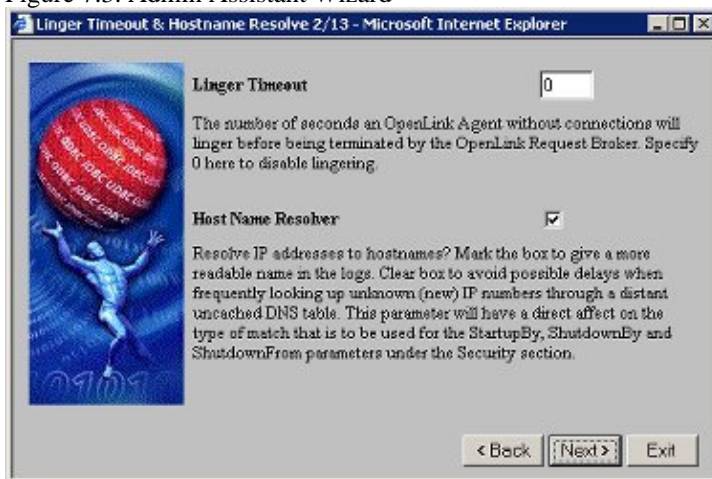 Figure 7.5. Admin Assistant Wizard
Linger Timeout & Hostname Resolve 2/13 - Microsoft Internet Explorer
Linger Timeout
0
The number of seconds an OpenLink Agent without connections will
linger before being terminated by the OpenLink Request Broker. Specify
0 here to disable lingering.
Host Name Resolver
Resolve IP addresses to hostnames? Mark the box to give a more
readable name in the logs. Clear box to avoid possible delays when
frequently looking up unknown (new) IP numbers through a distant
uncached DNS table. This parameter will have a direct affect on the
type of match that is to be used for the StartupBy, ShutdownBy and
ShutdownFrom parameters under the Security section.
< Back
Next >
Exit